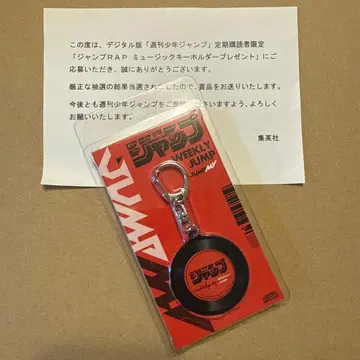 この度は、デジタル版「週刊少年ジャンプ」定期購読者限定
「ジャンプRAP ミュージックキーホルダープレゼント」にご
応募いただき、誠にありがとうございます。
厳正な抽選の結果当選されましたので、賞品をお送りいたします。
今後とも週刊少年ジャンプをご
くださいますよう、よろしく
お願いいたします。
集英社
ジャンプ
WEEKLY
JUMP
JUMP
ジャンプ